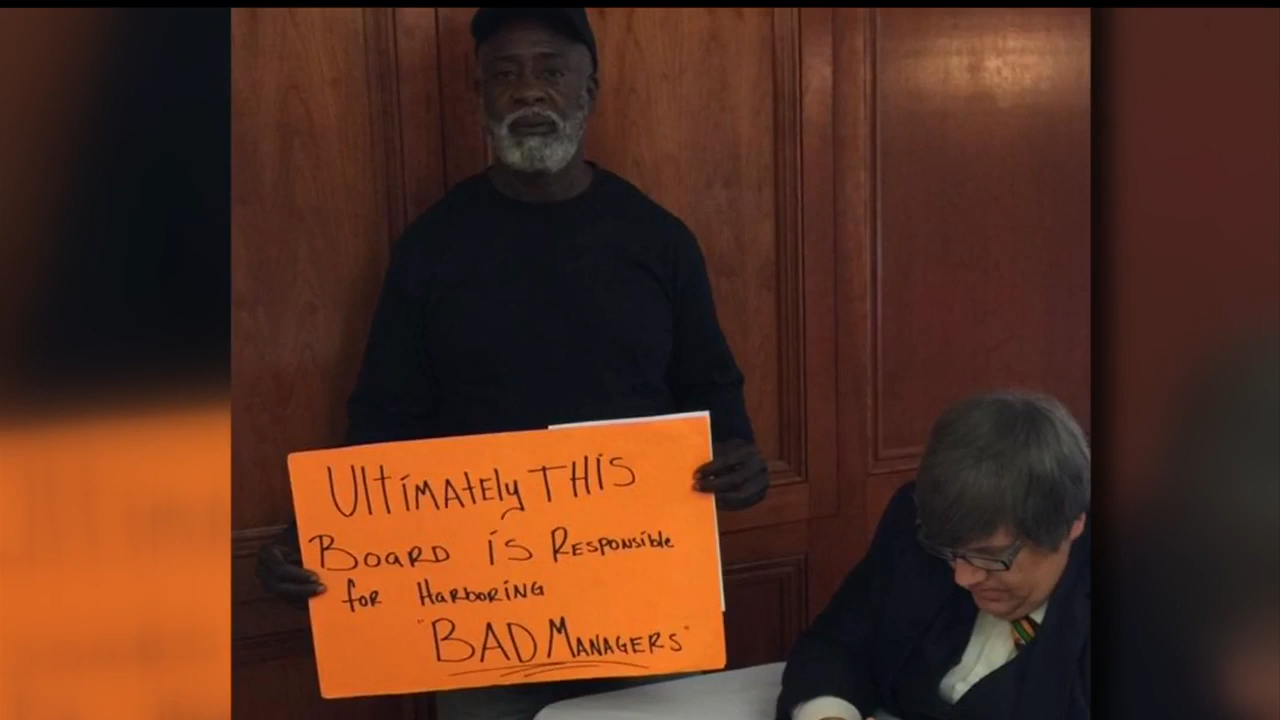 Ultimately THIS
Board is Responsible
for Harboring
"BAD Managers"